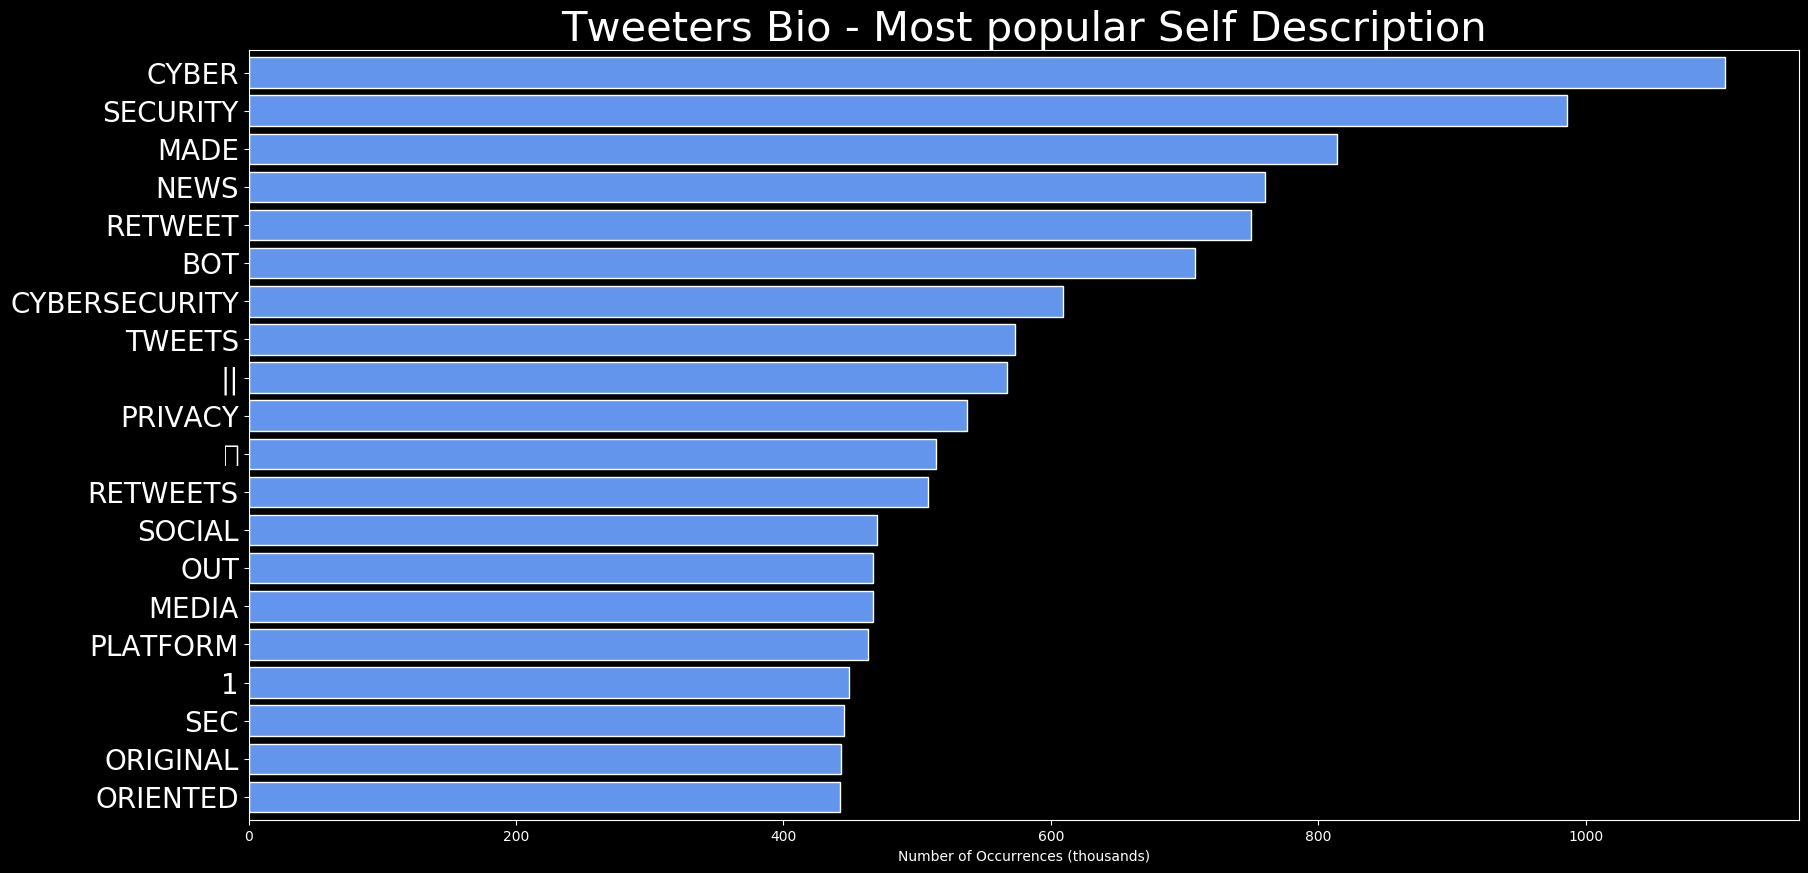 Tweeters Bio - Most popular Self Description
CYBER
SECURITY
MADE
NEWS
RETWEET
BOT
CYBERSECURITY
TWEETS
||
PRIVACY
RETWEETS
SOCIAL
OUT
MEDIA
PLATFORM
1
SEC
ORIGINAL
ORIENTED
0 200 400 600 800 1000
Number of Occurrences (thousands)